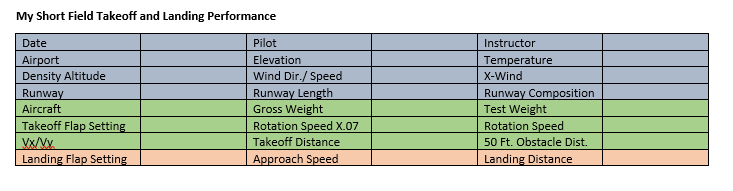 My Short Field Takeoff and Landing Performance
Date Pilot Instructor
Airport Elevation Temperature
Density Altitude Wind Dir./ Speed X-Wind
Runway Runway Length Runway Composition
Aircraft Gross Weight Test Weight
Takeoff Flap Setting Rotation Speed X.07 Rotation Speed
Vx/Vy Takeoff Distance 50 Ft. Obstacle Dist.
Landing Flap Setting Approach Speed Landing Distance